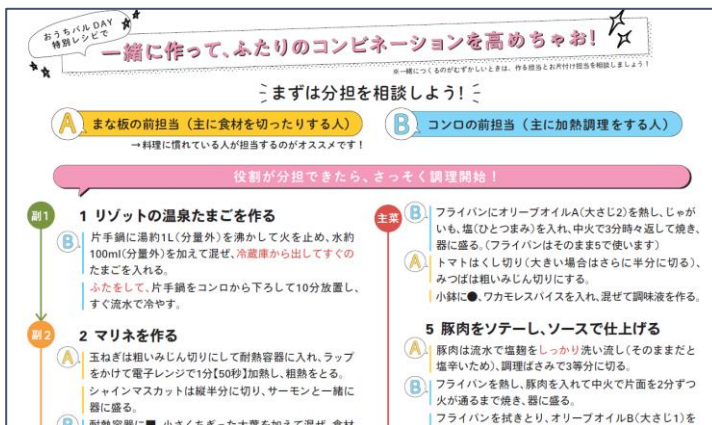 おうちバル DAY
特別レシピで
一緒に作って、ふたりのコンビネーションを高めちゃお!
※一緒につくるのがむずかしいときは、作る担当とお片付け担当を相談しましょう!
まずは分担を相談しよう!
A まな板の前担当(主に食材を切ったりする人)
→料理に慣れている人が担当するのがオススメです!
B コンロの前担当(主に加熱調理をする人)
役割が分担できたら、さっそく調理開始!
副1
1 リゾットの温泉たまごを作る
B 片手鍋に湯約1L(分量外)を沸かして火を止め、水約
100ml(分量外)を加えて混ぜ、冷蔵庫から出してすぐの
たまごを入れる。
ふたをして、片手鍋をコンロから下ろして10分放置し、
すぐ流水で冷やす。
副2
2 マリネを作る
A 玉ねぎは粗いみじん切りにして耐熱容器に入れ、ラップ
をかけて電子レンジで1分【50秒】加熱し、粗熱をとる。
シャインマスカットは縦半分に切り、サーモンと一緒に
器に盛る。
B 耐熱容器に■、小さくちぎった大葉を加えて混ぜ、食材
主菜
B フライパンにオリーブオイルA(大さじ2)を熱し、じゃが
いも、塩(ひとつまみ)を入れ、中火で3分時々返して焼き、
器に盛る。(フライパンはそのまま5で使います)
A トマトはくし切り(大きい場合はさらに半分に切る)、
みつばは粗いみじん切りにする。
小鉢に●、ワカモレスパイスを入れ、混ぜて調味液を作る。
5 豚肉をソテーし、ソースで仕上げる
A 豚肉は流水で塩麹をしっかり洗い流し(そのままだと
塩辛いため)、調理ばさみで3等分に切る。
B フライパンを熱し、豚肉を入れて中火で片面を2分ずつ
火が通るまで焼き、器に盛る。
フライパンを拭きとり、オリーブオイルB(大さじ1)を